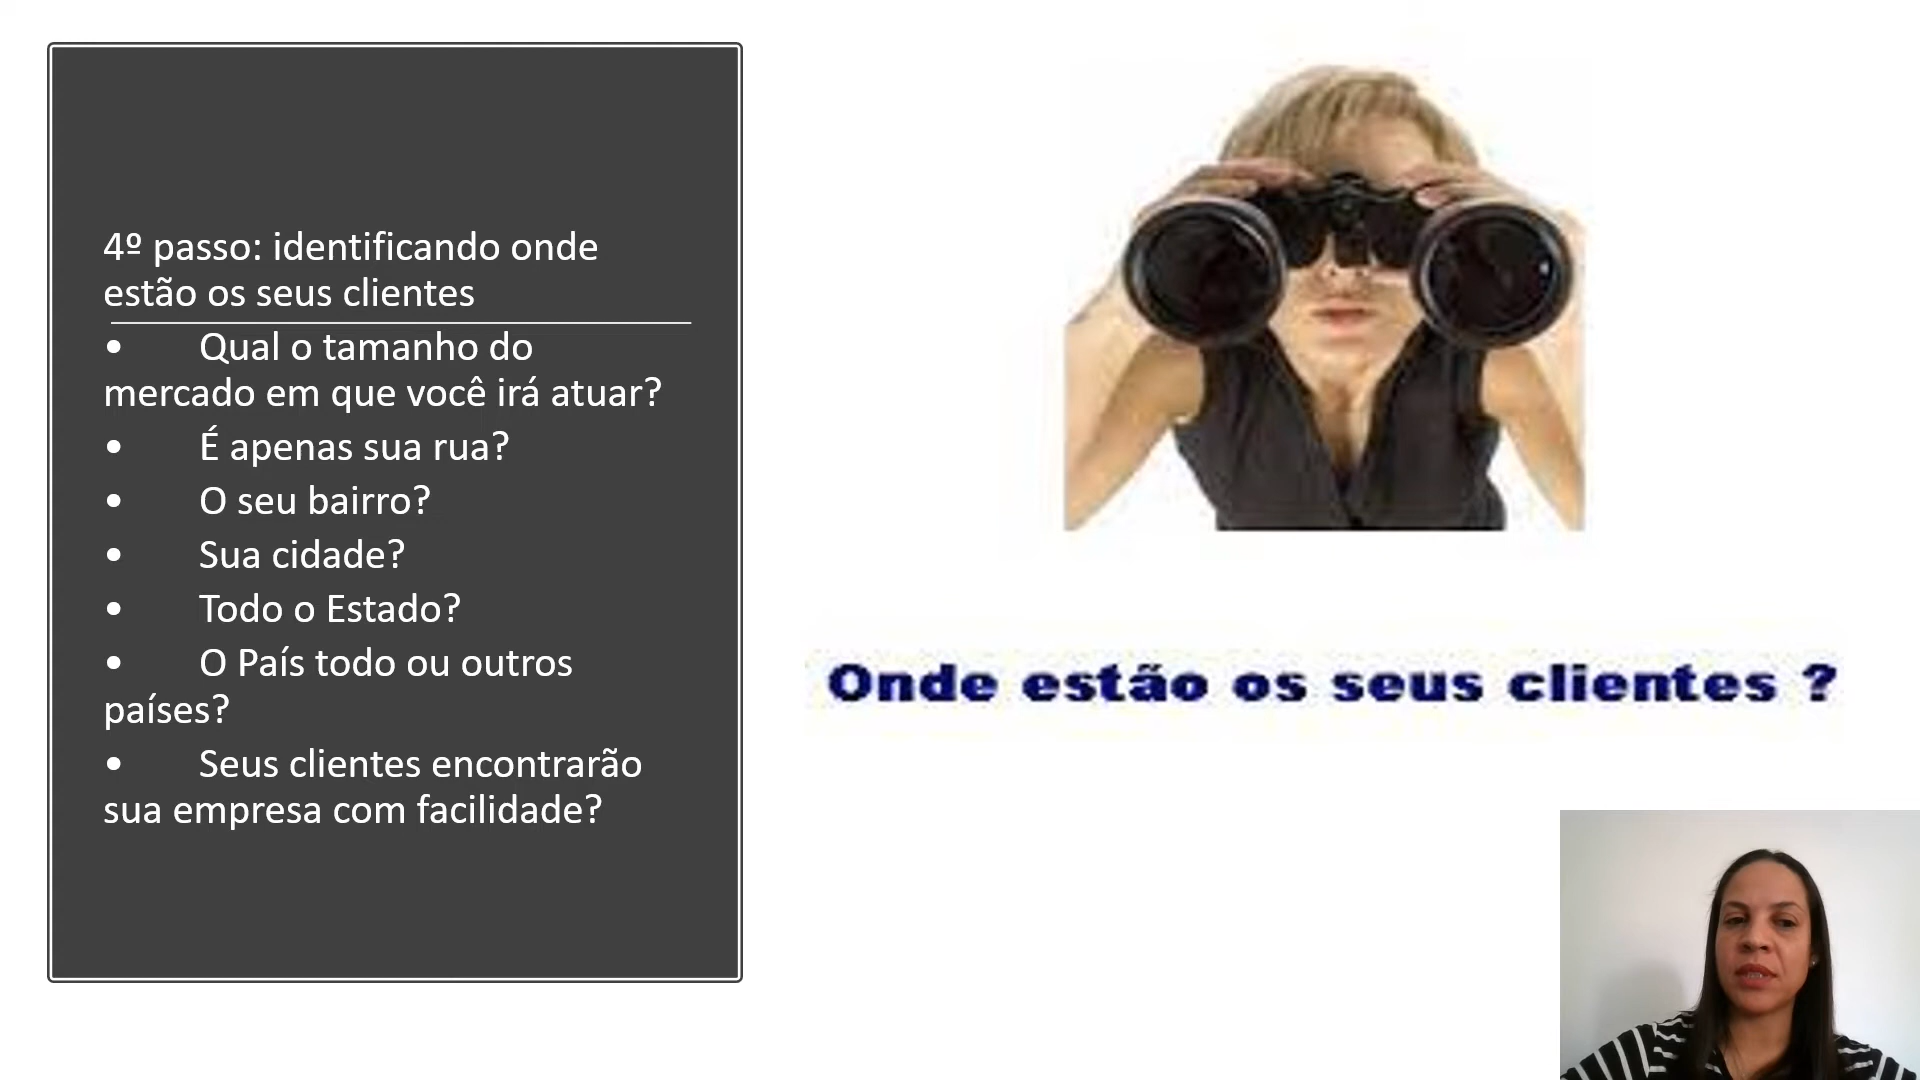 4º passo: identificando onde
estão os seus clientes
• Qual o tamanho do
mercado em que você irá atuar?
• É apenas sua rua?
• O seu bairro?
• Sua cidade?
• Todo o Estado?
• O País todo ou outros
países?
• Seus clientes encontrarão
sua empresa com facilidade?
Onde estão os seus clientes ?